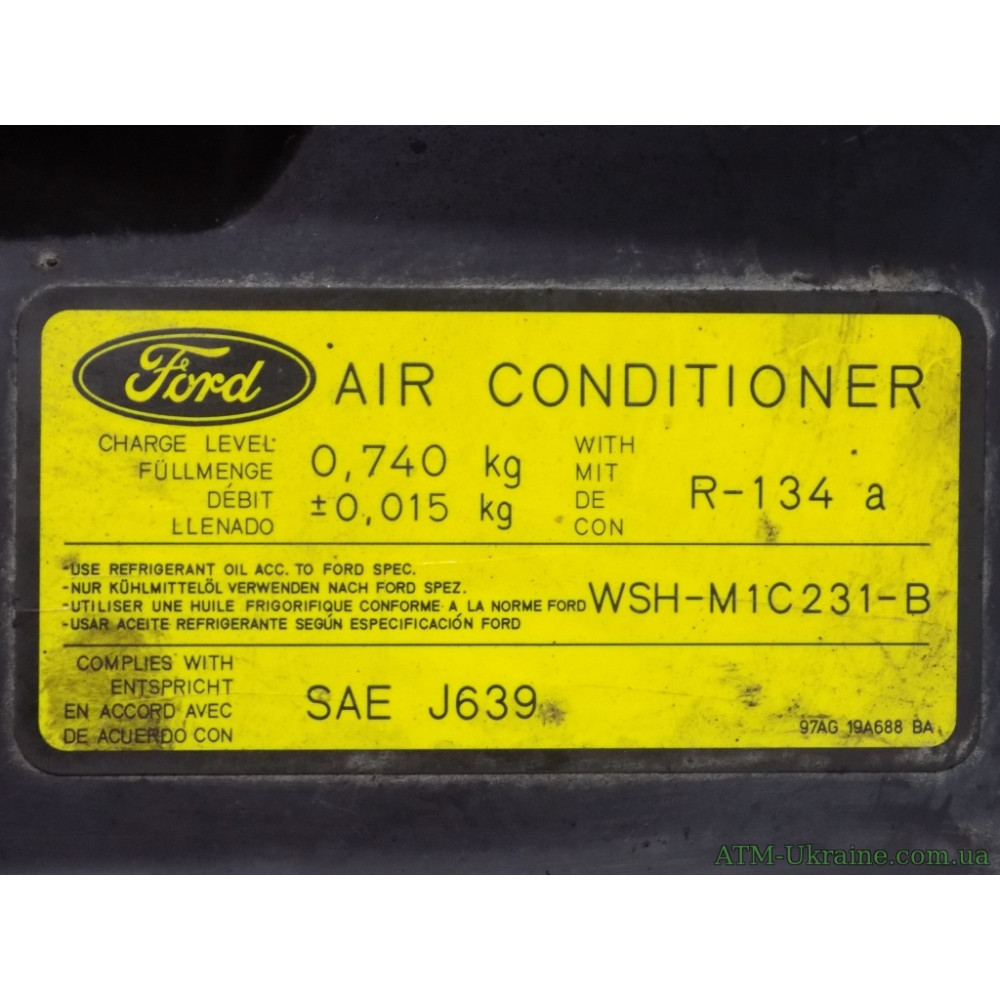 Ford AIR CONDITIONER
CHARGE LEVEL
FÜLLMENGE
DÉBIT
LLENADO
0,740 kg
±0,015 kg
WITH
MIT
DE
CON
R-134 a
-USE REFRIGERANT OIL ACC. TO FORD SPEC.
-NUR KÜHLMITTELÖL VERWENDEN NACH FORD SPEZ.
-UTILISER UNE HUILE FRIGORIFIQUE CONFORME A LA NORME FORD
-USAR ACEITE REFRIGERANTE SEGÚN ESPECIFICACIÓN FORD
WSH-M1C231-B
COMPLIES WITH
ENTSPRICHT
EN ACCORD AVEC
DE ACUERDO CON
SAE J639
97AG 19A688 BA
ATM-Ukraine.com.ua